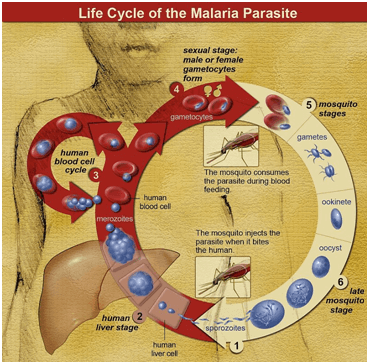 Life Cycle of the Malaria Parasite
sexual stage:
male or female
gametocytes
form
4
gametocytes
5
mosquito
stages
gametes
The mosquito consumes
the parasite during blood
feeding.
human
blood cell
cycle
3
human
blood cell
merozoites
ookinete
The mosquito injects the
parasite when it bites
the human.
oocyst
6
late
mosquito
stage
human
liver stage
2
sporozoites
1
human
liver cell